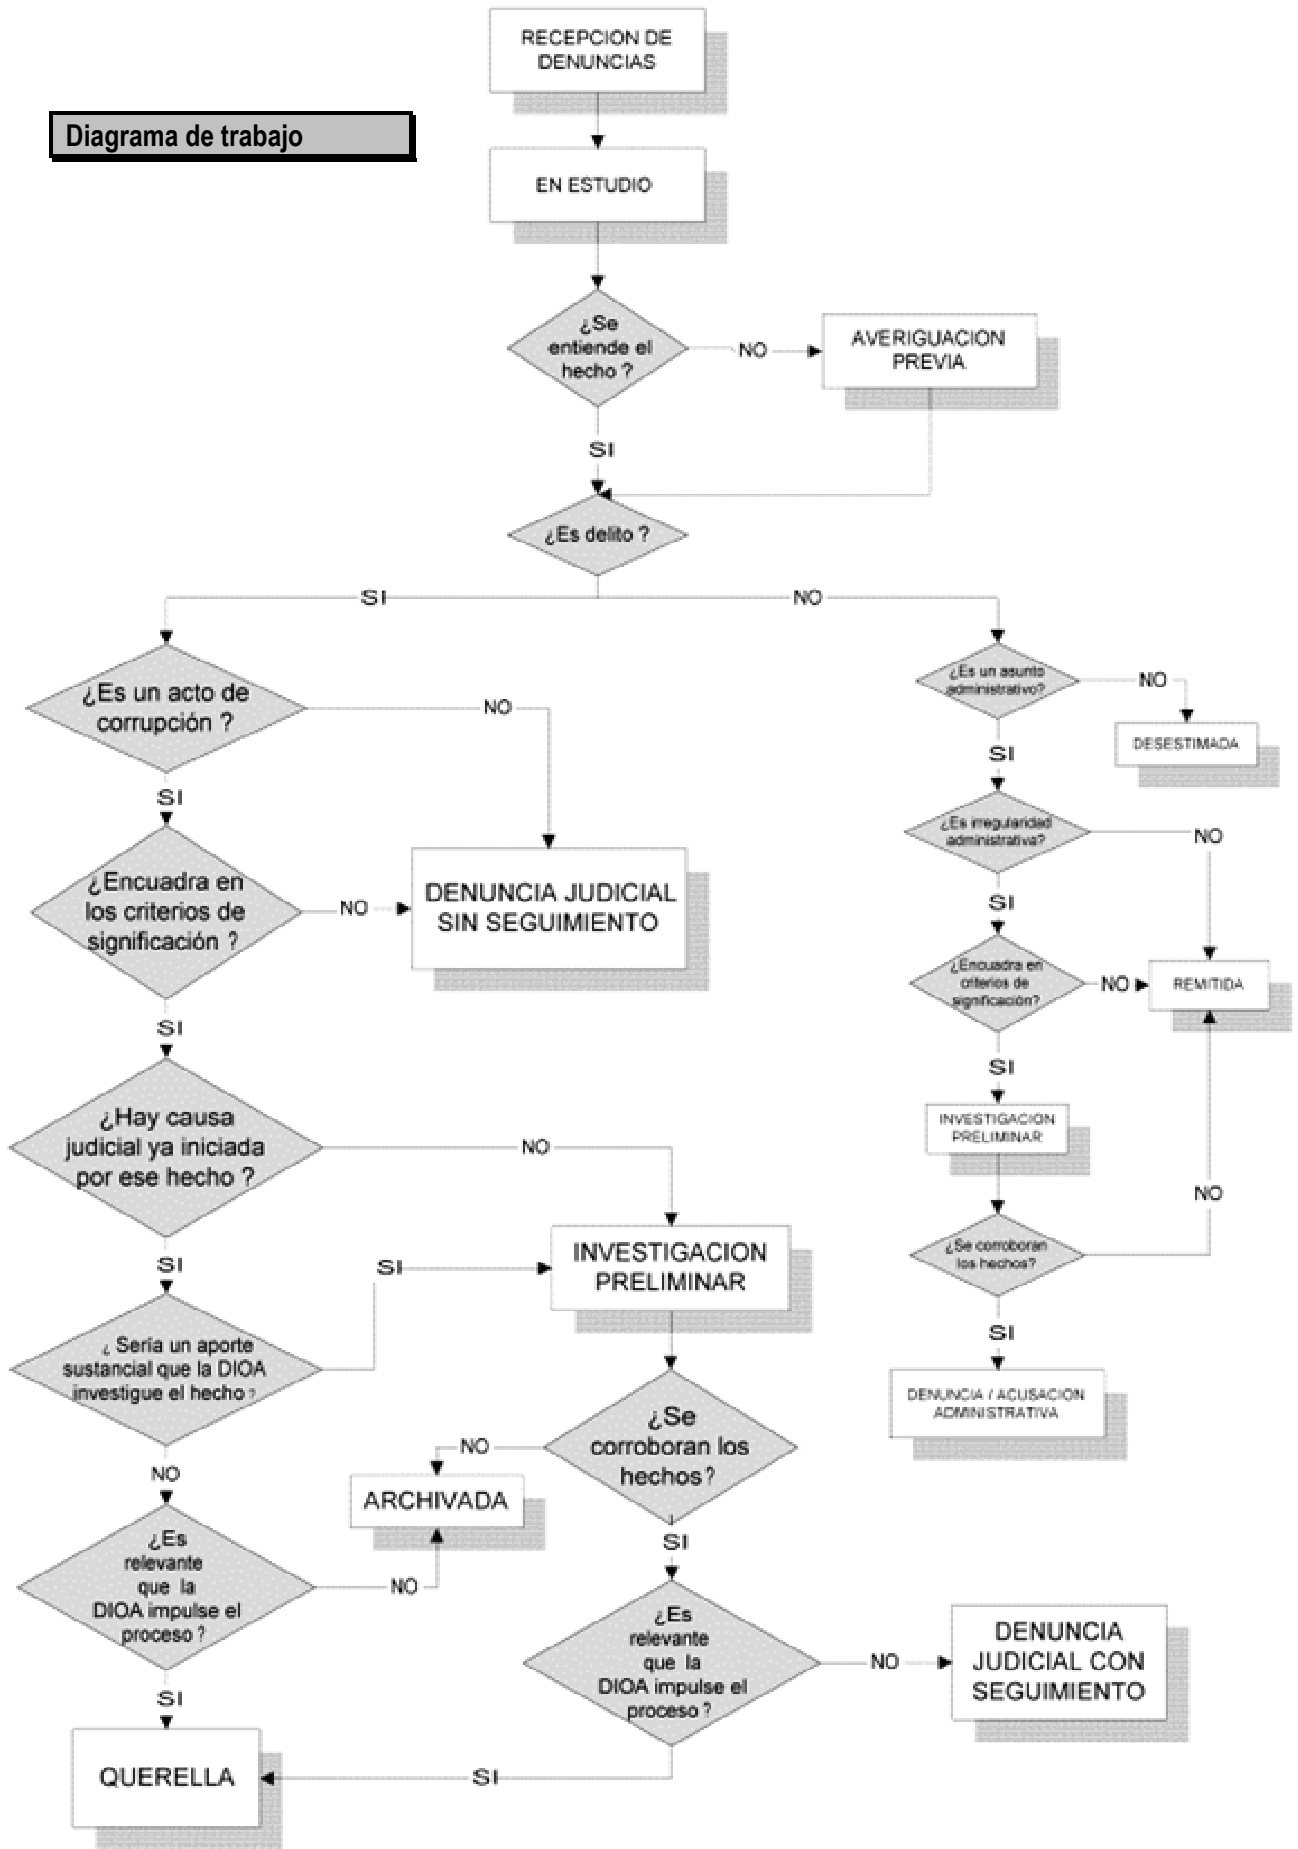 RECEPCION DE
DENUNCIAS
Diagrama de trabajo
EN ESTUDIO
¿Se
entiende el
hecho ?
NO
AVERIGUACION
PREVIA
SI
¿Es delito ?
SI
NO
¿Es un acto de
corrupción ?
NO
¿Es un asunto
administrativo?
NO
DESESTIMADA
SI
SI
¿Encuadra en
los criterios de
significación ?
NO
DENUNCIA JUDICIAL
SIN SEGUIMIENTO
¿Es irregularidad
administrativa?
NO
SI
¿Encuadra en
criterios de
significación?
NO
REMITIDA
SI
SI
¿Hay causa
judicial ya iniciada
por ese hecho ?
NO
INVESTIGACION
PRELIMINAR
NO
¿Se corroboran
los hechos?
SI
SI
INVESTIGACION
PRELIMINAR
¿ Sería un aporte
sustancial que la DIOA
investigue el hecho ?
SI
DENUNCIA / ACUSACION
ADMINISTRATIVA
¿Se
corroboran los
hechos?
NO
ARCHIVADA
NO
SI
¿Es
relevante
que la
DIOA impulse el
proceso ?
NO
¿Es
relevante
que la
DIOA impulse el
proceso ?
NO
DENUNCIA
JUDICIAL CON
SEGUIMIENTO
SI
QUERELLA
SI